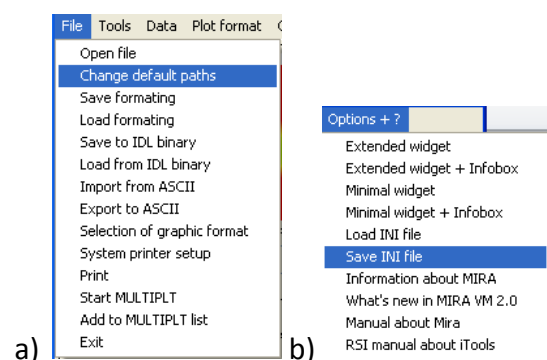 File Tools Data Plot format
Open file
Change default paths
Save formating
Load formating
Save to IDL binary
Load from IDL binary
Import from ASCII
Export to ASCII
Selection of graphic format
System printer setup
Print
Start MULTIPLT
Add to MULTIPLT list
Exit
a)
Options + ?
Extended widget
Extended widget + Infobox
Minimal widget
Minimal widget + Infobox
Load INI file
Save INI file
Information about MIRA
What's new in MIRA VM 2.0
Manual about Mira
RSI manual about iTools
b)